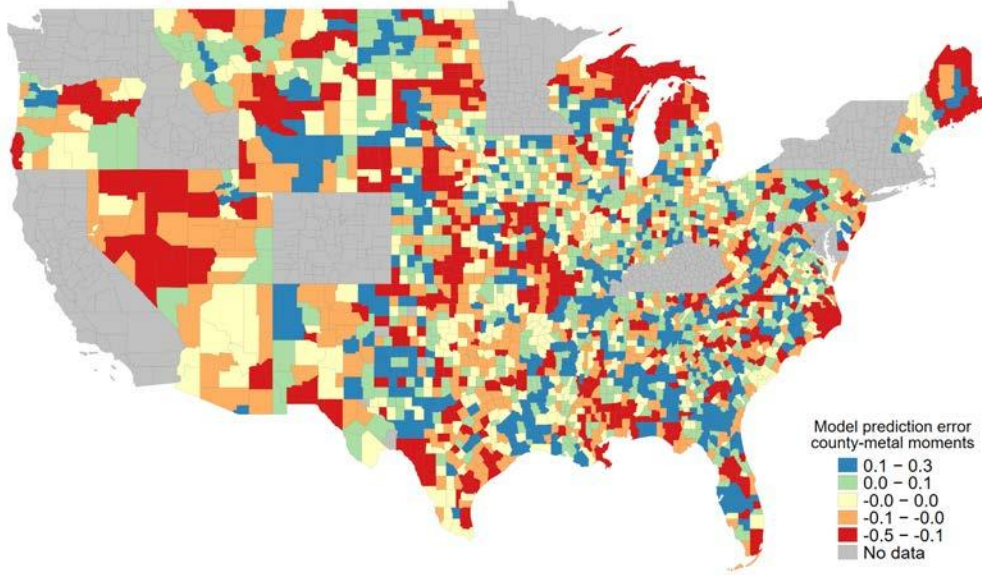 Model prediction error
county-metal moments
0.1 − 0.3
0.0 − 0.1
-0.0 − 0.0
-0.1 − -0.0
-0.5 − -0.1
No data